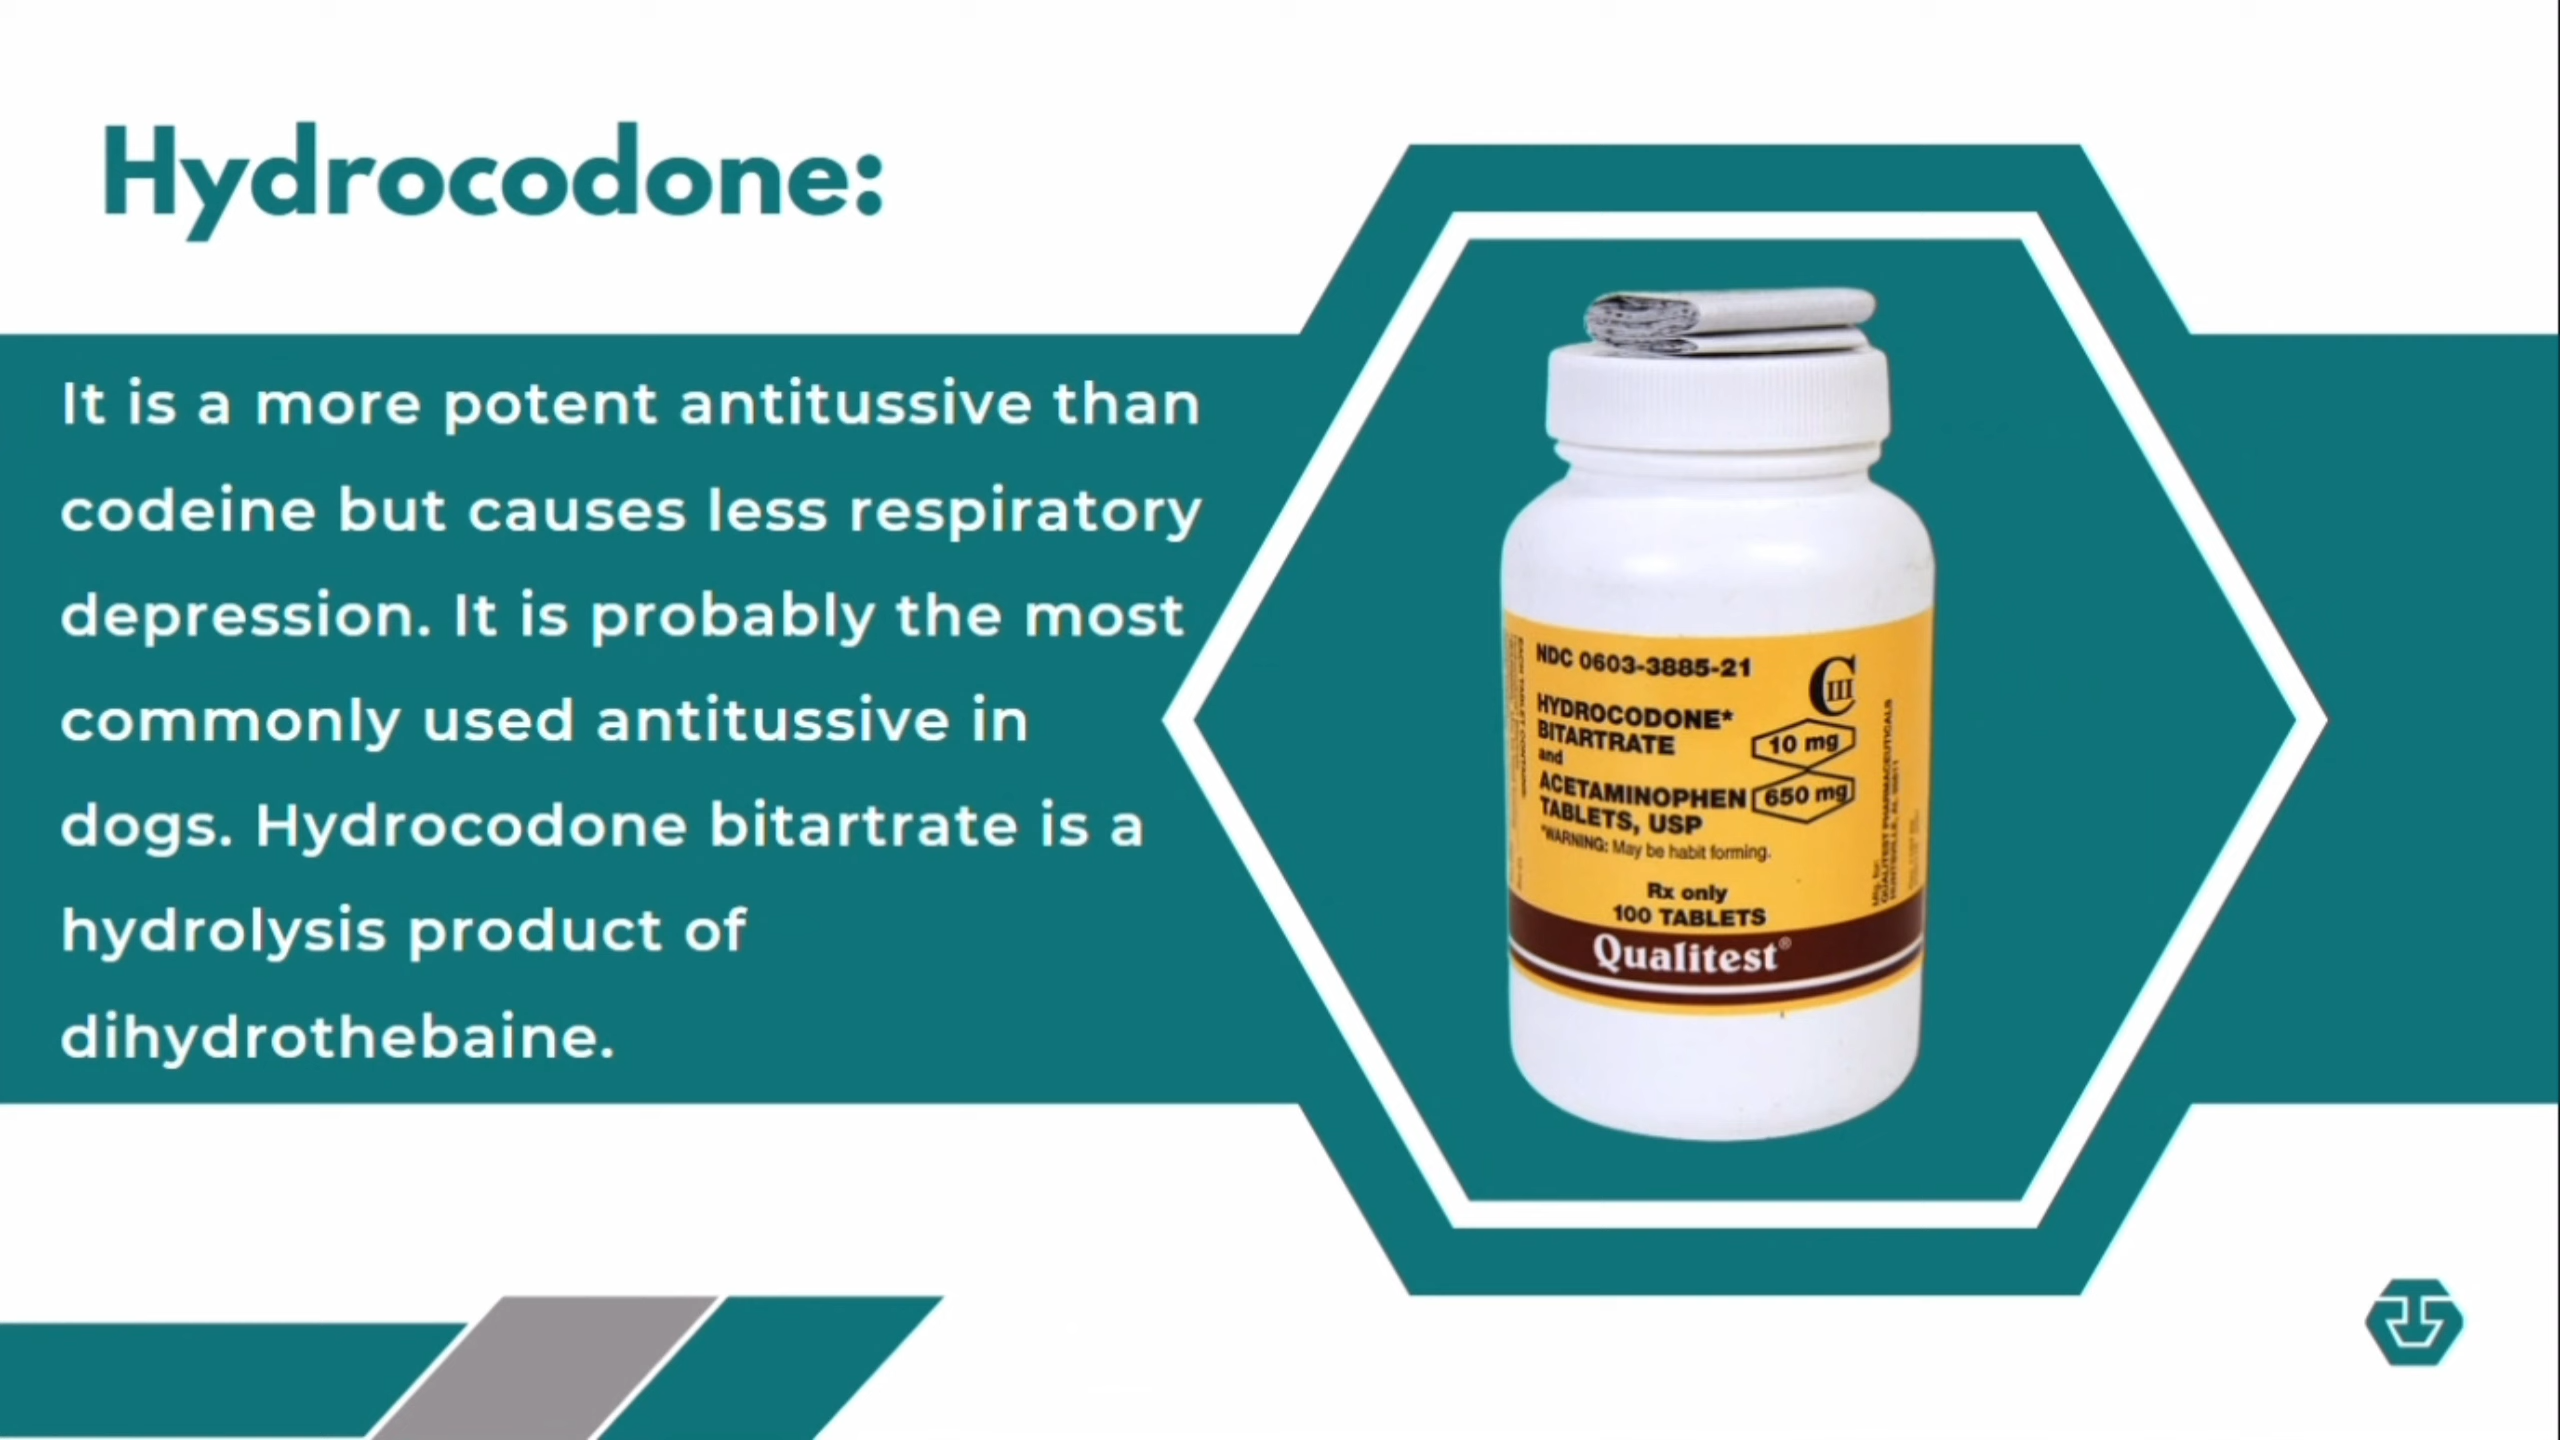 Hydrocodone:
It is a more potent antitussive than
codeine but causes less respiratory
depression. It is probably the most
commonly used antitussive in
dogs. Hydrocodone bitartrate is a
hydrolysis product of
dihydrothebaine.
NDC 0603-3885-21
CIII
HYDROCODONE*
BITARTRATE 10 mg
and
ACETAMINOPHEN 650 mg
TABLETS, USP
*WARNING: May be habit forming.
Rx only
100 TABLETS
Qualitest®
QUALITEST PHARMACEUTICALS